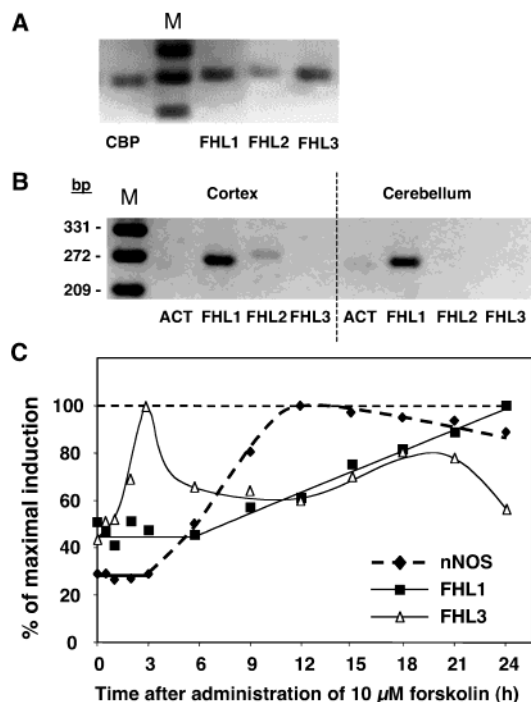 A
M
CBP FHL1 FHL2 FHL3
B
bp M Cortex Cerebellum
331 -
272 -
209 -
ACT FHL1 FHL2 FHL3 ACT FHL1 FHL2 FHL3
C
% of maximal induction
100
80
60
40
20
0
nNOS
FHL1
FHL3
0 3 6 9 12 15 18 21 24
Time after administration of 10 µM forskolin (h)